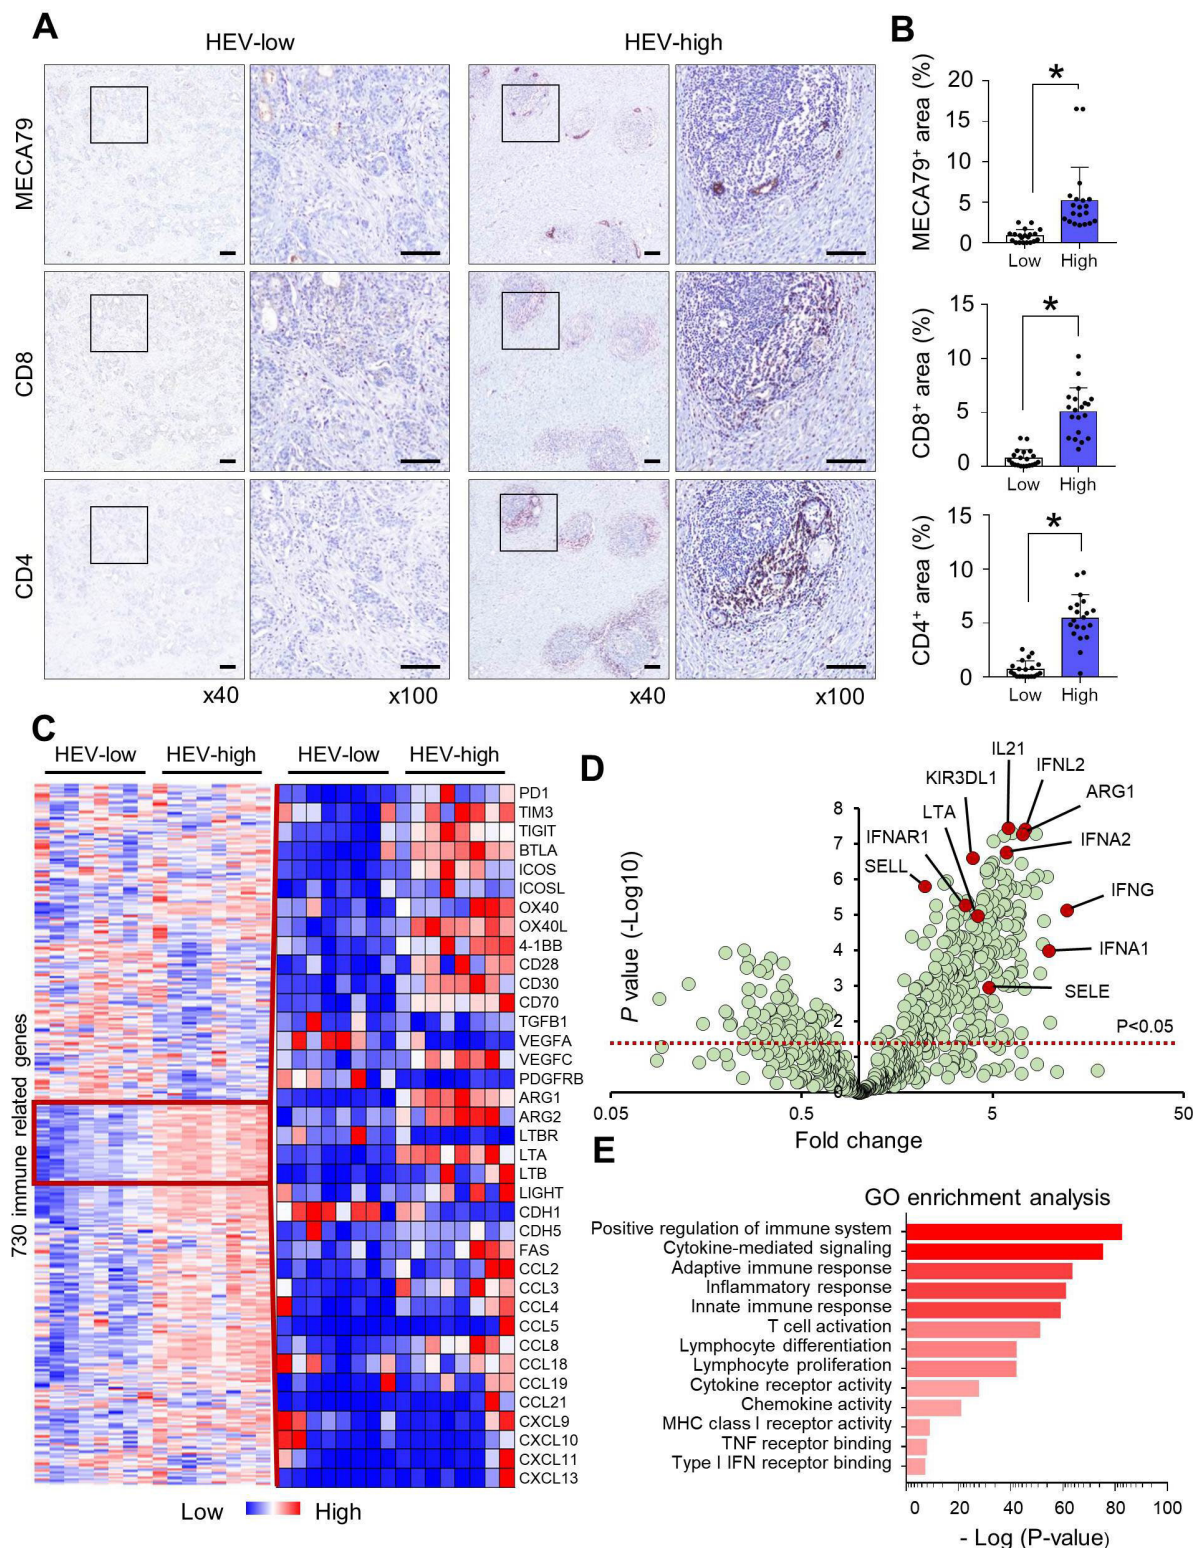 A
HEV-low
HEV-high
MECA79
CD8
CD4
x40
x100
x40
x100
B
MECA79⁺ area (%)
20
15
10
5
0
*
Low
High
CD8⁺ area (%)
15
10
5
0
*
Low
High
CD4⁺ area (%)
15
10
5
0
*
Low
High
C
HEV-low
HEV-high
HEV-low
HEV-high
730 immune related genes
PD1
TIM3
TIGIT
BTLA
ICOS
ICOSL
OX40
OX40L
4-1BB
CD28
CD30
CD70
TGFB1
VEGFA
VEGFC
PDGFRB
ARG1
ARG2
LTBR
LTA
LTB
LIGHT
CDH1
CDH5
FAS
CCL2
CCL3
CCL4
CCL5
CCL8
CCL18
CCL19
CCL21
CXCL9
CXCL10
CXCL11
CXCL13
Low
High
D
P value (-Log10)
8
7
6
5
4
3
2
1
0
IL21
IFNL2
KIR3DL1
ARG1
LTA
IFNAR1
IFNA2
SELL
IFNG
IFNA1
SELE
P<0.05
0.05
0.5
5
50
Fold change
E
GO enrichment analysis
Positive regulation of immune system
Cytokine-mediated signaling
Adaptive immune response
Inflammatory response
Innate immune response
T cell activation
Lymphocyte differentiation
Lymphocyte proliferation
Cytokine receptor activity
Chemokine activity
MHC class I receptor activity
TNF receptor binding
Type I IFN receptor binding
0
20
40
60
80
100
- Log (P-value)